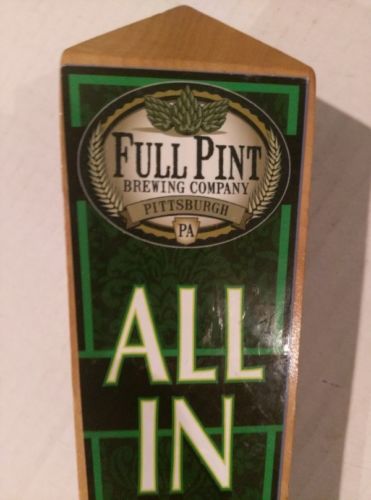 FULL PINT
BREWING COMPANY
PITTSBURGH
PA
ALL
IN